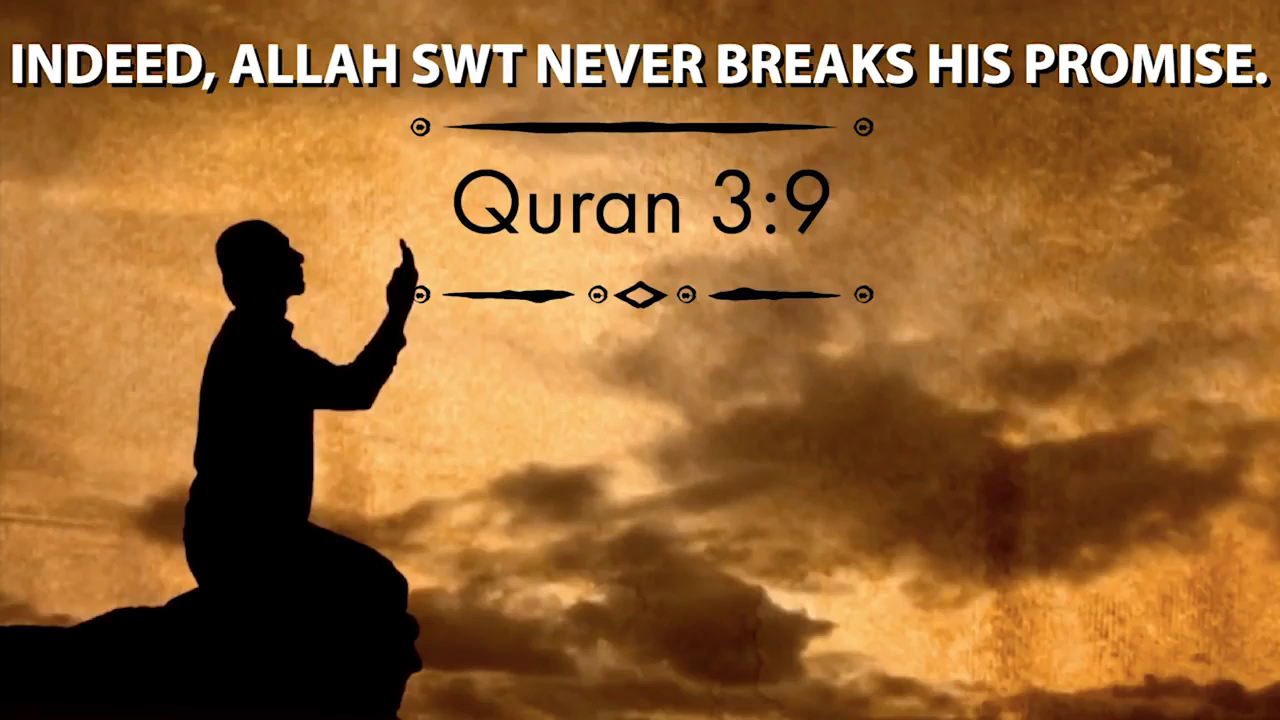 INDEED, ALLAH SWT NEVER BREAKS HIS PROMISE.
Quran 3:9